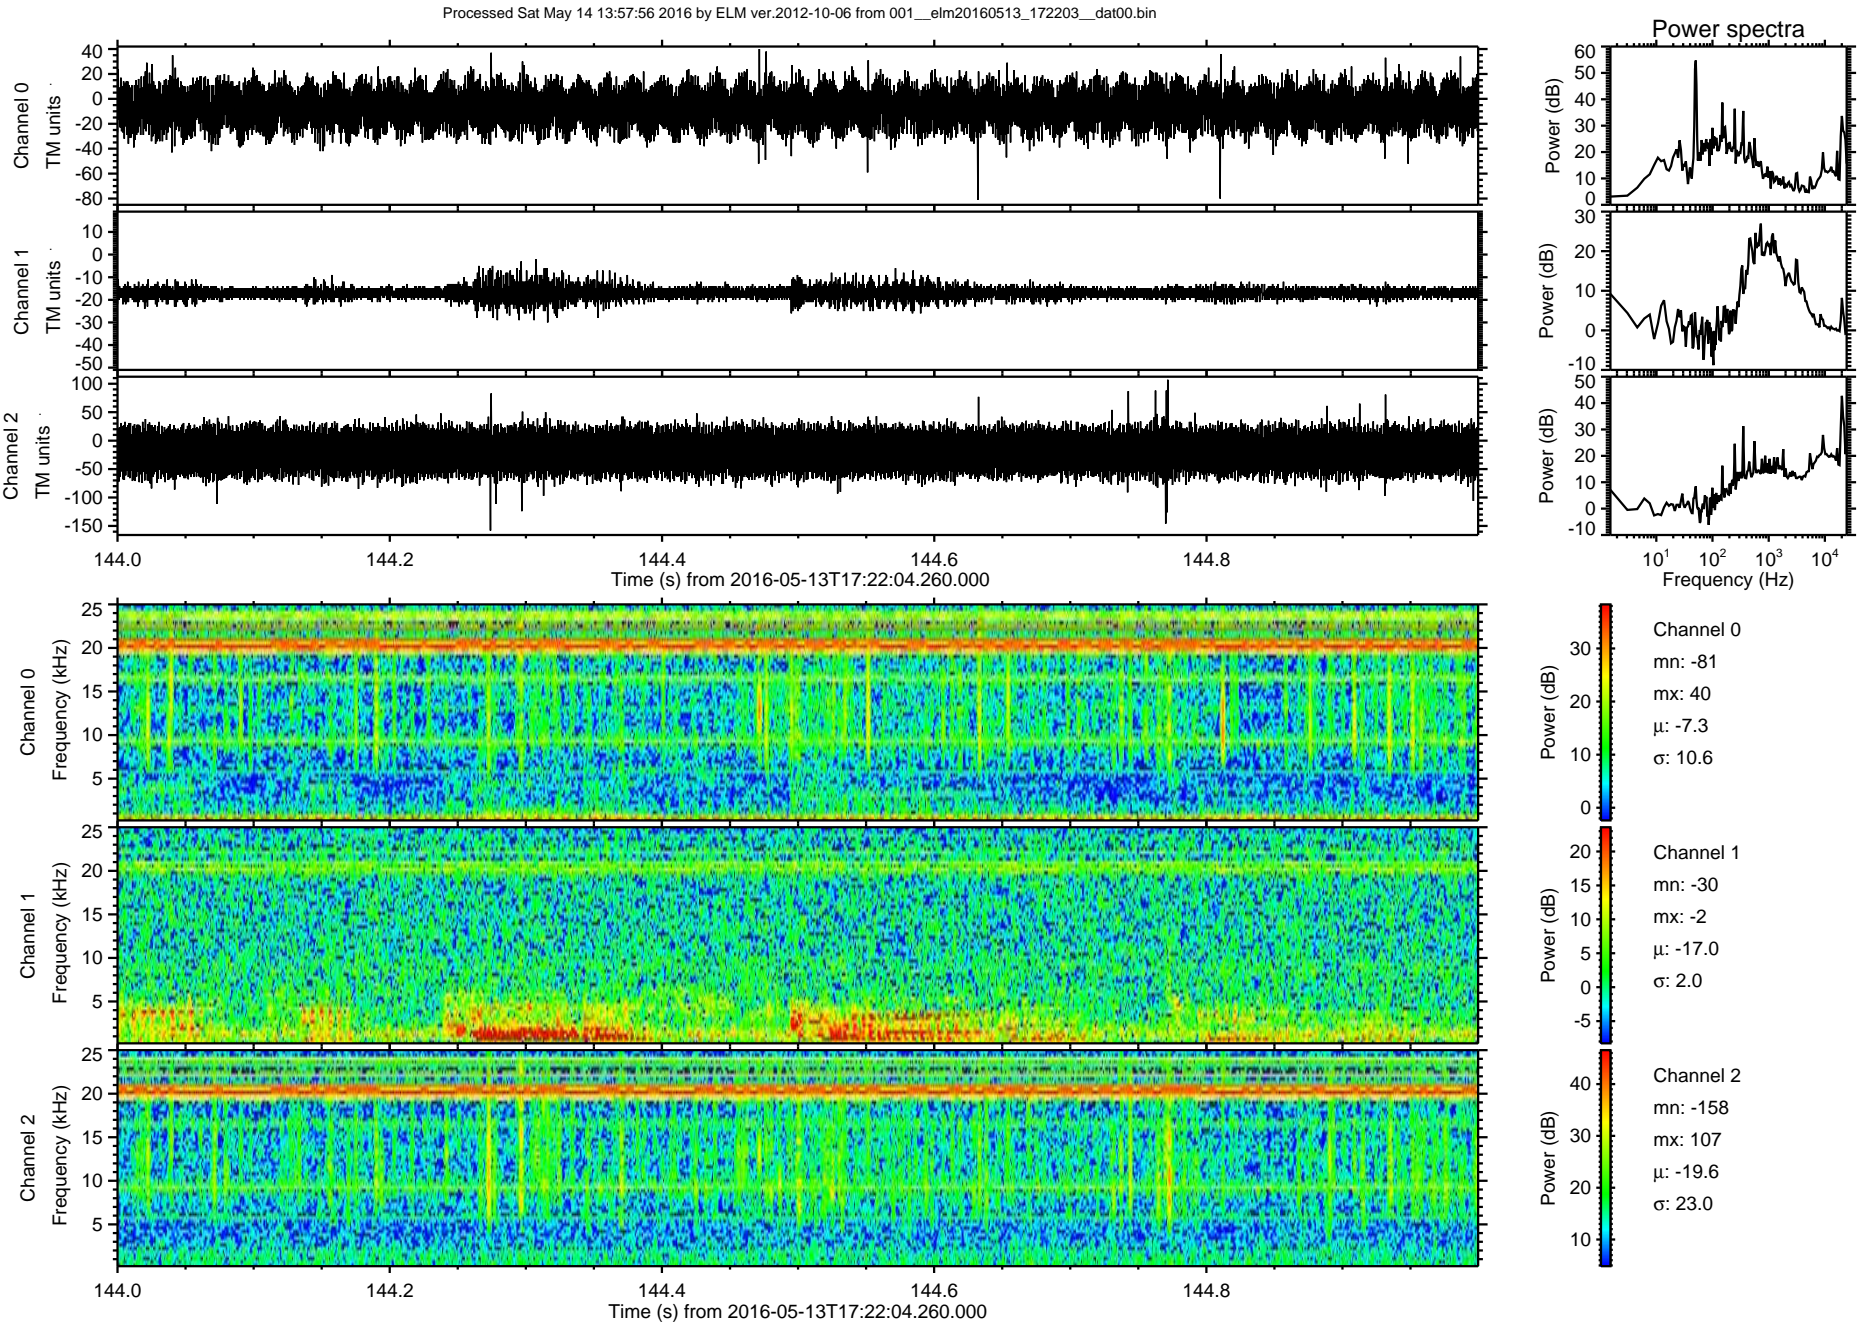 Processed Sat May 14 13:57:56 2016 by ELM ver.2012-10-06 from 001__elm20160513_172203__dat00.bin
Power spectra
Channel 0
TM units
40
20
0
-20
-40
-60
-80
Power (dB)
60
50
40
30
20
10
0
Channel 1
TM units
10
0
-10
-20
-30
-40
-50
Power (dB)
30
20
10
0
-10
Channel 2
TM units
100
50
0
-50
-100
-150
Power (dB)
50
40
30
20
10
0
-10
144.0 144.2 144.4 144.6 144.8
Time (s) from 2016-05-13T17:22:04.260.000
10^1 10^2 10^3 10^4
Frequency (Hz)
Channel 0
Frequency (kHz)
25
20
15
10
5
Power (dB)
30
20
10
0
Channel 0
mn: -81
mx: 40
μ: -7.3
σ: 10.6
Channel 1
Frequency (kHz)
25
20
15
10
5
Power (dB)
20
15
10
5
0
-5
Channel 1
mn: -30
mx: -2
μ: -17.0
σ: 2.0
Channel 2
Frequency (kHz)
25
20
15
10
5
Power (dB)
40
30
20
10
Channel 2
mn: -158
mx: 107
μ: -19.6
σ: 23.0
144.0 144.2 144.4 144.6 144.8
Time (s) from 2016-05-13T17:22:04.260.000